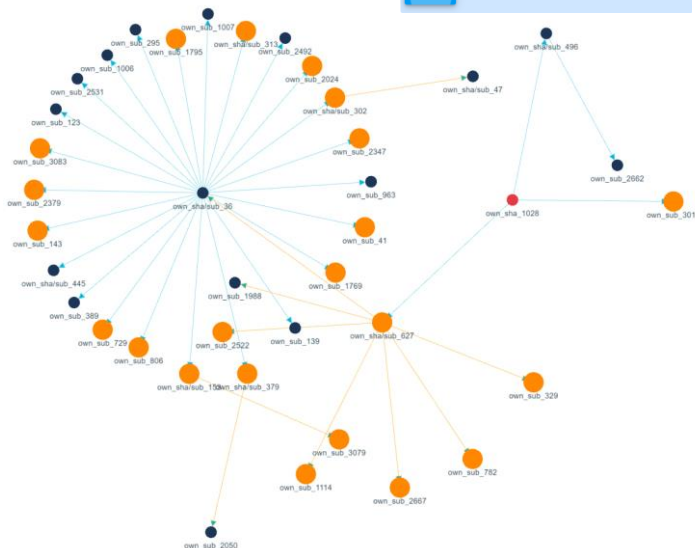 own_sub_1007
own_sub_295
own_sha/sub_313
own_sha/sub_496
own_sub_1795
own_sub_2492
own_sub_1006
own_sub_2024
own_sub_2531
own_sha/sub_47
own_sha/sub_302
own_sub_123
own_sub_2347
own_sub_3083
own_sub_2662
own_sub_963
own_sub_2379
own_sha/sub_36
own_sha_1028
own_sub_301
own_sub_41
own_sub_143
own_sha/sub_445
own_sub_1769
own_sub_1988
own_sub_389
own_sha/sub_627
own_sub_729
own_sub_2522
own_sub_139
own_sub_806
own_sha/sub_379
own_sub_329
own_sub_3079
own_sub_782
own_sub_1114
own_sub_2667
own_sub_2050